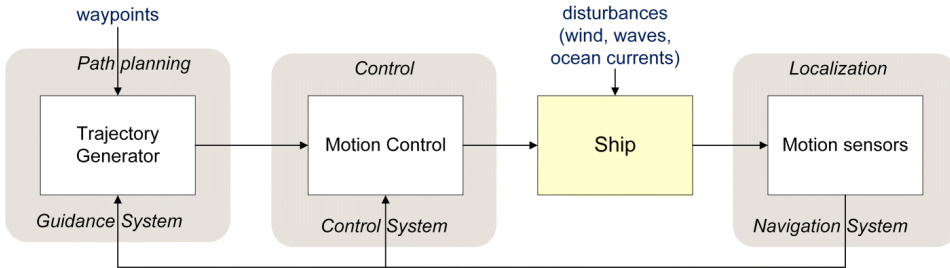 waypoints
disturbances
(wind, waves,
ocean currents)
Path planning
Control
Localization
Trajectory
Generator
Motion Control
Ship
Motion sensors
Guidance System
Control System
Navigation System